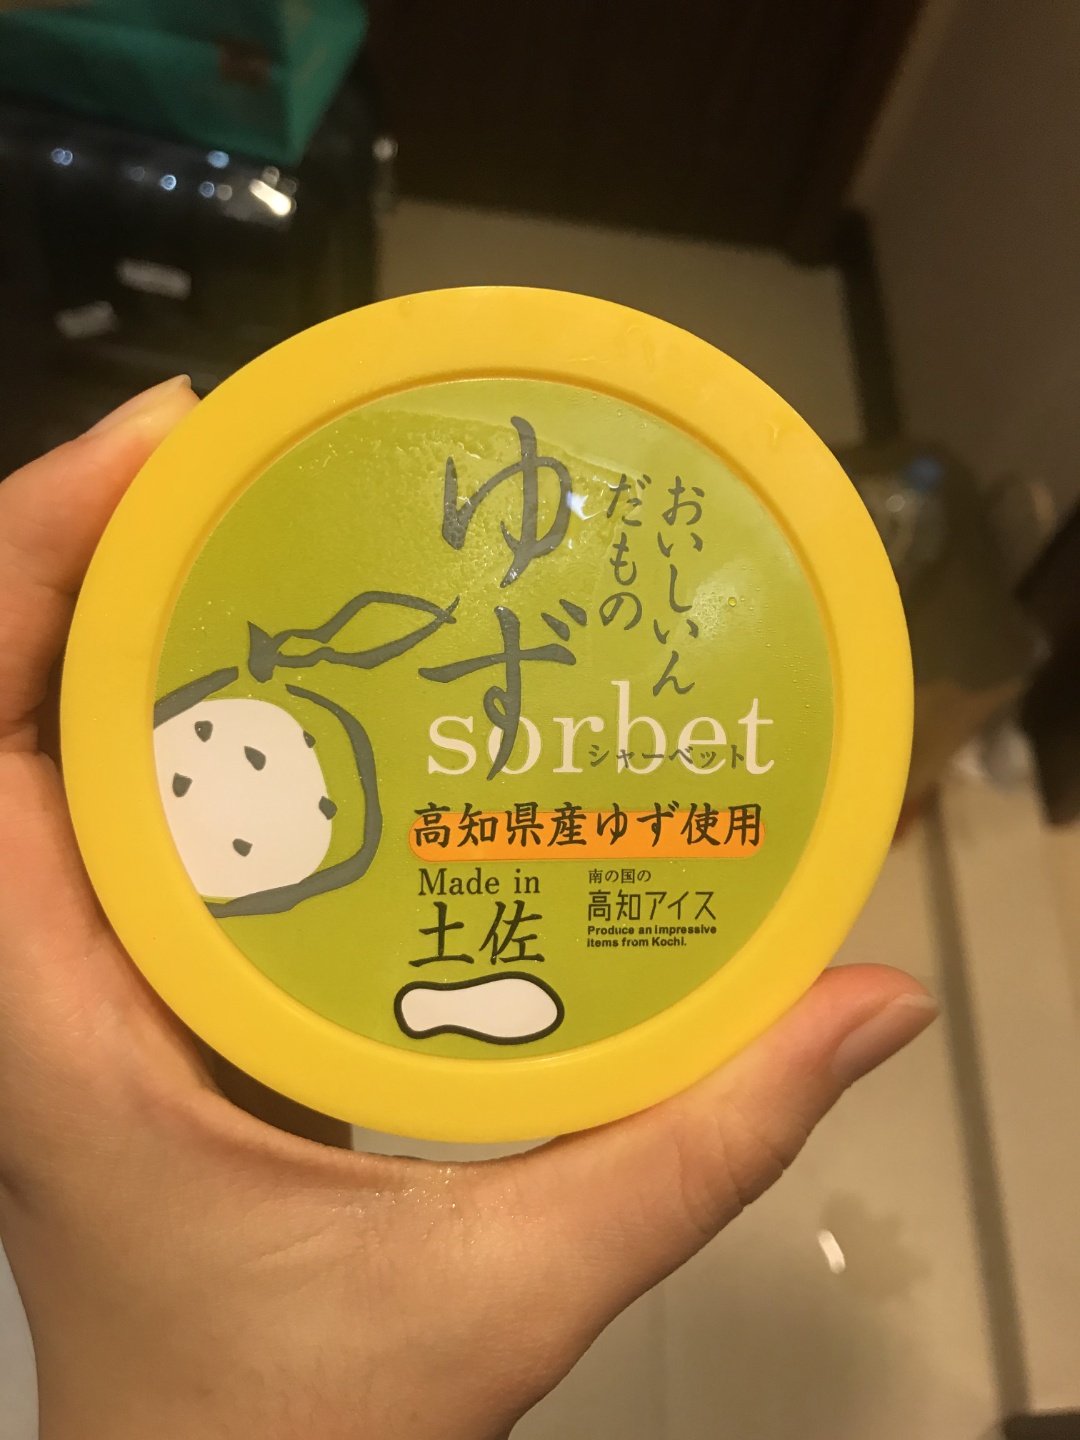 おいしいん
だもの
ゆず
sorbet
シャーベット
高知県産ゆず使用
Made in
土佐
南の国の
高知アイス
Produce an impressive
items from Kochi.